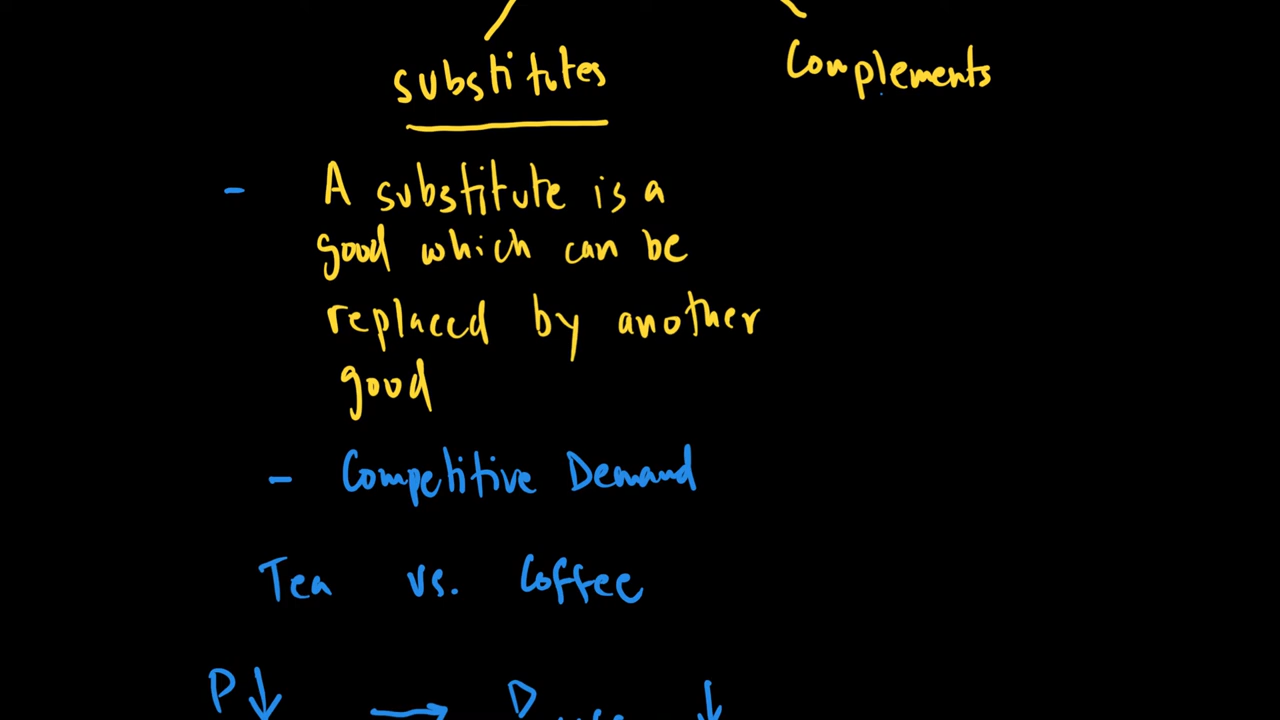 substitutes
Complements
- A substitute is a
good which can be
replaced by another
good
- Competitive Demand
Tea vs. Coffee
P↓ → D ↓